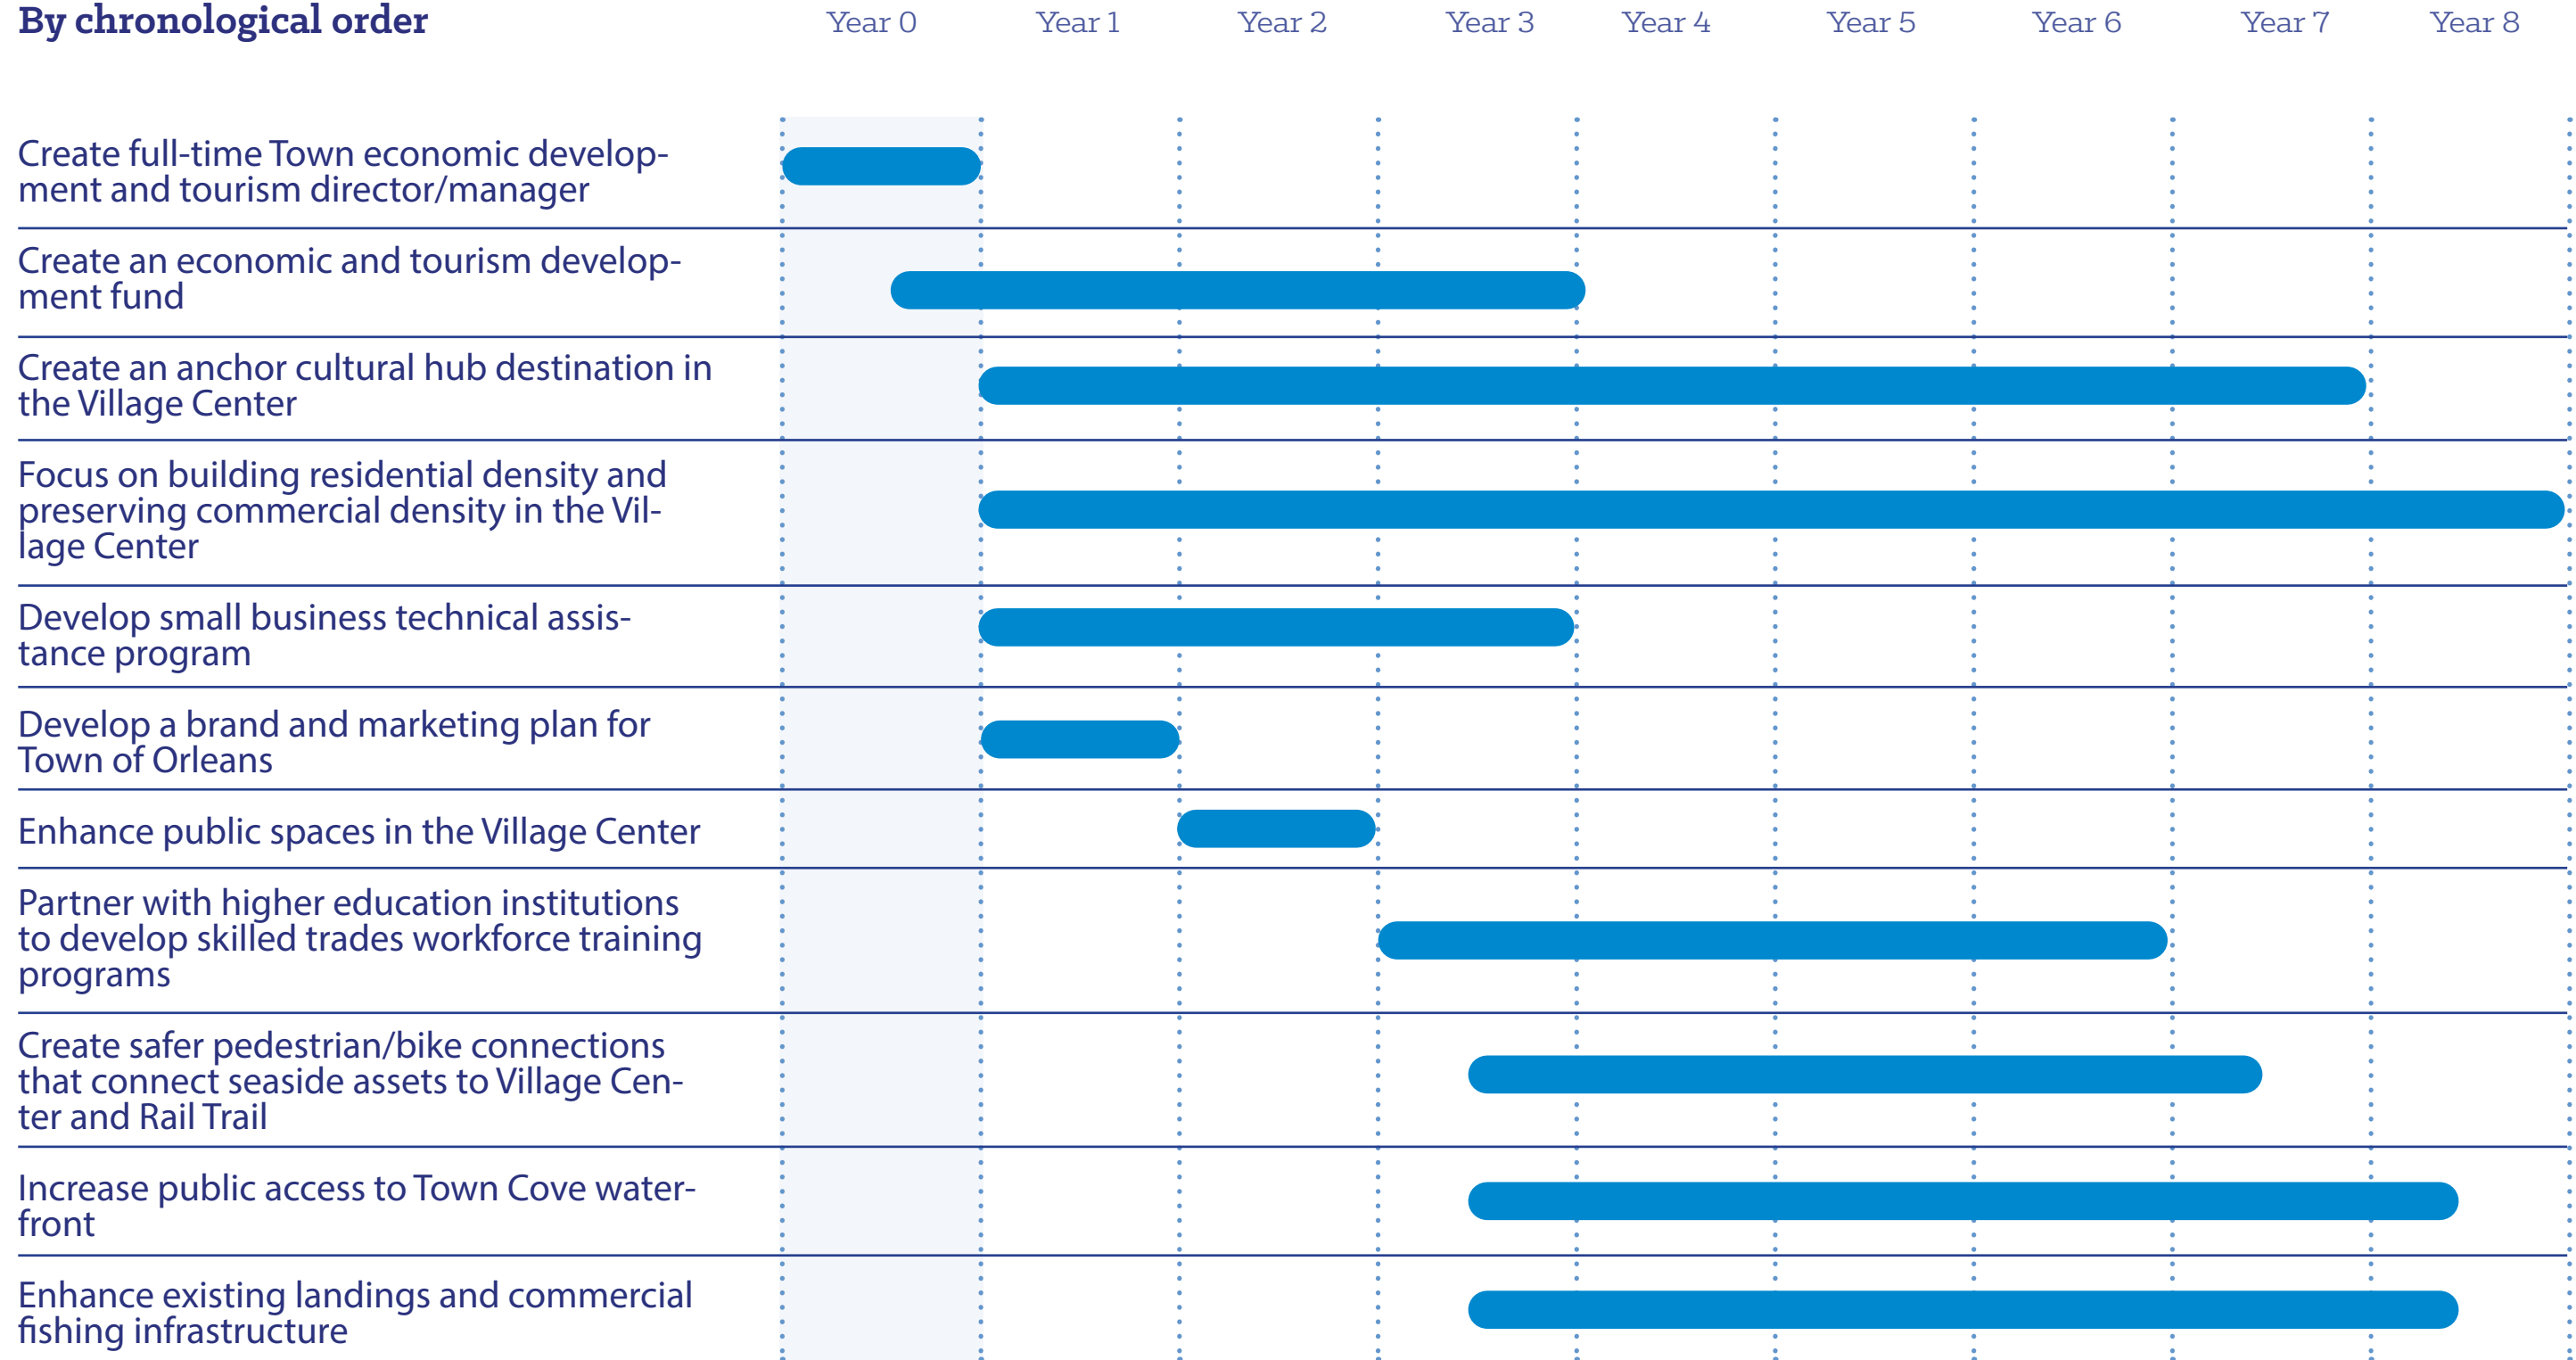 By chronological order Year 0 Year 1 Year 2 Year 3 Year 4 Year 5 Year 6 Year 7 Year 8
Create full-time Town economic develop-
ment and tourism director/manager
Create an economic and tourism develop-
ment fund
Create an anchor cultural hub destination in
the Village Center
Focus on building residential density and
preserving commercial density in the Vil-
lage Center
Develop small business technical assis-
tance program
Develop a brand and marketing plan for
Town of Orleans
Enhance public spaces in the Village Center
Partner with higher education institutions
to develop skilled trades workforce training
programs
Create safer pedestrian/bike connections
that connect seaside assets to Village Cen-
ter and Rail Trail
Increase public access to Town Cove water-
front
Enhance existing landings and commercial
fishing infrastructure